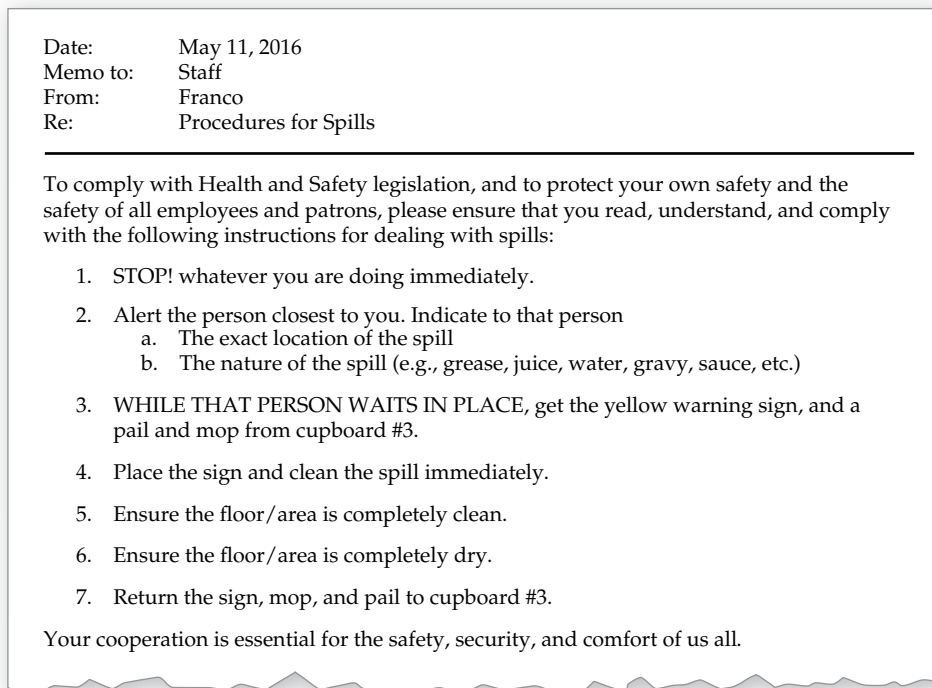 Date: May 11, 2016
Memo to: Staff
From: Franco
Re: Procedures for Spills
To comply with Health and Safety legislation, and to protect your own safety and the
safety of all employees and patrons, please ensure that you read, understand, and comply
with the following instructions for dealing with spills:
1. STOP! whatever you are doing immediately.
2. Alert the person closest to you. Indicate to that person
a. The exact location of the spill
b. The nature of the spill (e.g., grease, juice, water, gravy, sauce, etc.)
3. WHILE THAT PERSON WAITS IN PLACE, get the yellow warning sign, and a
pail and mop from cupboard #3.
4. Place the sign and clean the spill immediately.
5. Ensure the floor/area is completely clean.
6. Ensure the floor/area is completely dry.
7. Return the sign, mop, and pail to cupboard #3.
Your cooperation is essential for the safety, security, and comfort of us all.